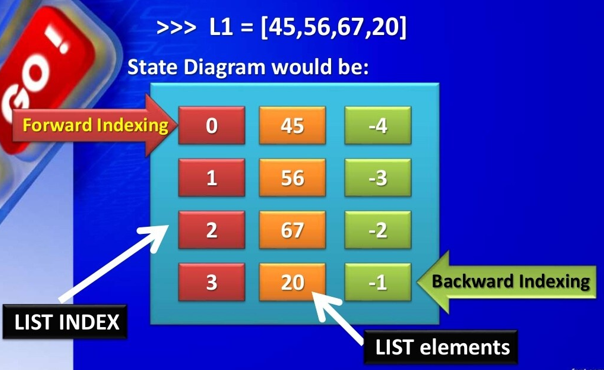 GO!
>>> L1 = [45,56,67,20]
State Diagram would be:
Forward Indexing
0 45 -4
1 56 -3
2 67 -2
3 20 -1
Backward Indexing
LIST INDEX
LIST elements